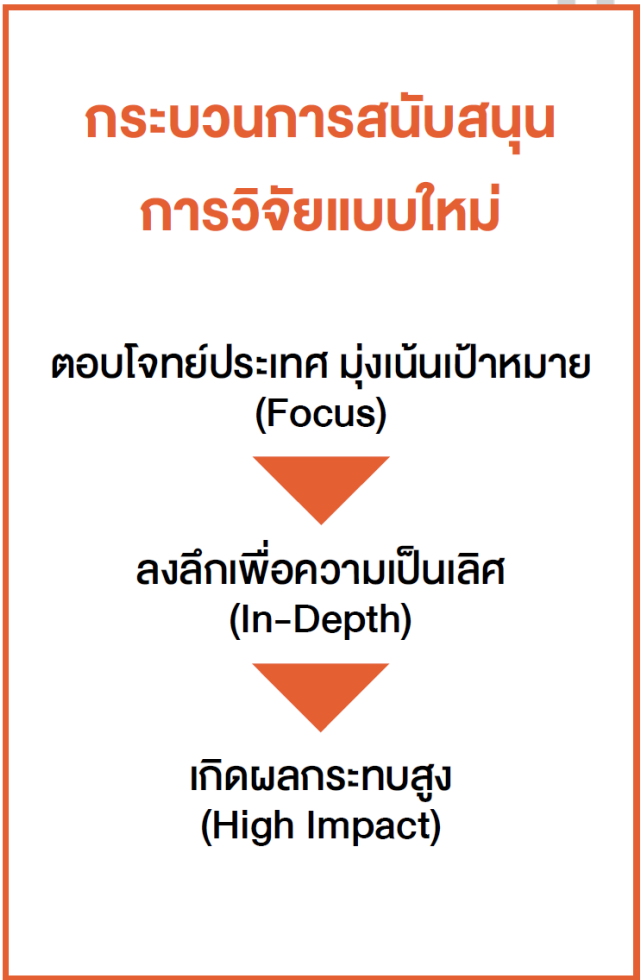 กระบวนการสนับสนุน
การวิจัยแบบใหม่
ตอบโจทย์ประเทศ มุ่งเน้นเป้าหมาย
(Focus)
ลงลึกเพื่อความเป็นเลิศ
(In-Depth)
เกิดผลกระทบสูง
(High Impact)